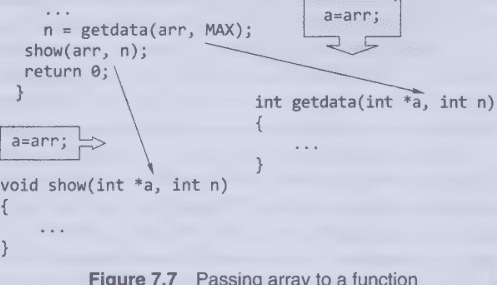 ...
n = getdata(arr, MAX);
show(arr, n);
return 0;
}
a=arr;
int getdata(int *a, int n)
{
...
}
a=arr;
void show(int *a, int n)
{
...
}
Figure 7.7 Passing array to a function